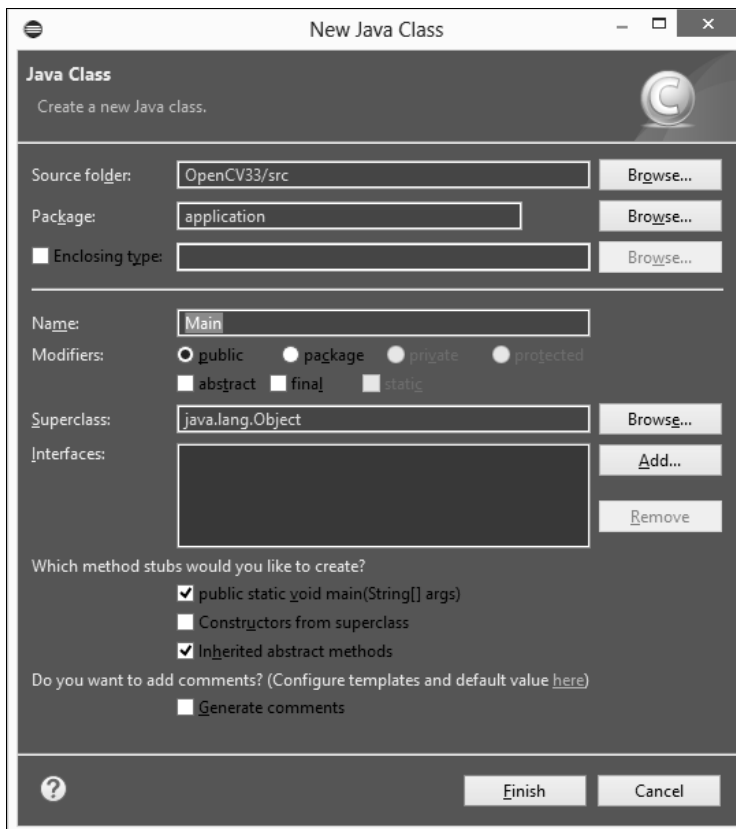 New Java Class
Java Class
Create a new Java class.
C
Source folder: OpenCV33/src Browse...
Package: application Browse...
Enclosing type: Browse...
Name: Main
Modifiers: public package private protected
abstract final static
Superclass: java.lang.Object Browse...
Interfaces: Add...
Remove
Which method stubs would you like to create?
public static void main(String[] args)
Constructors from superclass
Inherited abstract methods
Do you want to add comments? (Configure templates and default value here)
Generate comments
? Finish Cancel